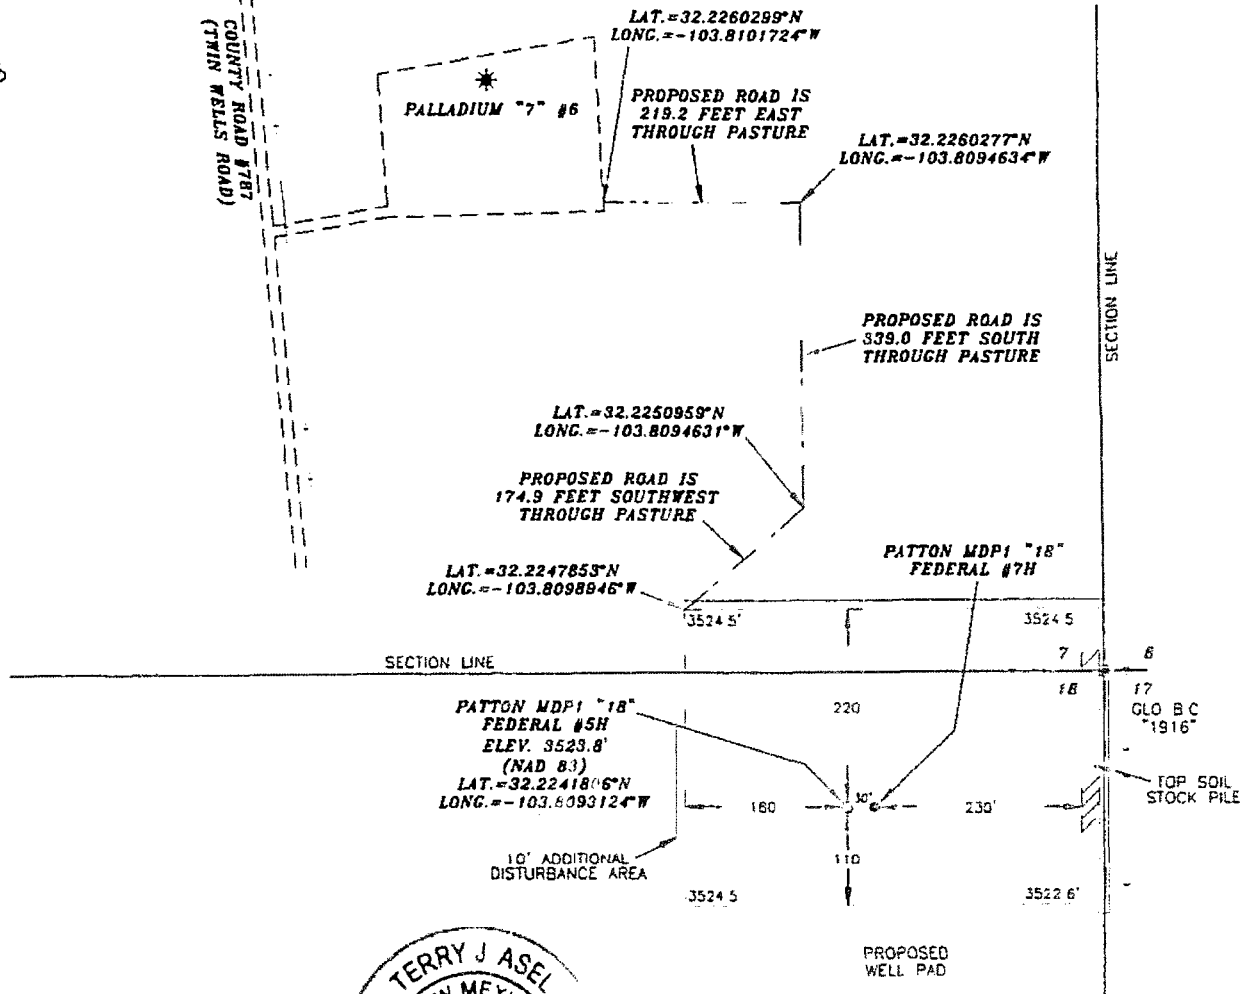 LAT.=32.2260299°N
LONG.=-103.8101724°W
COUNTY ROAD #787
(TWIN WELLS ROAD)
PALLADIUM "7" #6
PROPOSED ROAD IS
219.2 FEET EAST
THROUGH PASTURE
LAT.=32.2260277°N
LONG.=-103.8094634°W
SECTION LINE
PROPOSED ROAD IS
339.0 FEET SOUTH
THROUGH PASTURE
LAT.=32.2250959°N
LONG.=-103.8094631°W
PROPOSED ROAD IS
174.9 FEET SOUTHWEST
THROUGH PASTURE
PATTON MDP1 "18"
FEDERAL #7H
LAT.=32.2247853°N
LONG.=-103.8098946°W
3524.5'
3524.5
SECTION LINE
7
18 17
GLO B C
"1916"
PATTON MDP1 "18"
FEDERAL #5H
ELEV. 3523.8'
(NAD 83)
LONG.=-103.8093124°W
220
TOP SOIL
STOCK PILE
160
30'
230'
110
10' ADDITIONAL
DISTURBANCE AREA
3524.5
3522.6'
PROPOSED
WELL PAD
TERRY J ASEL